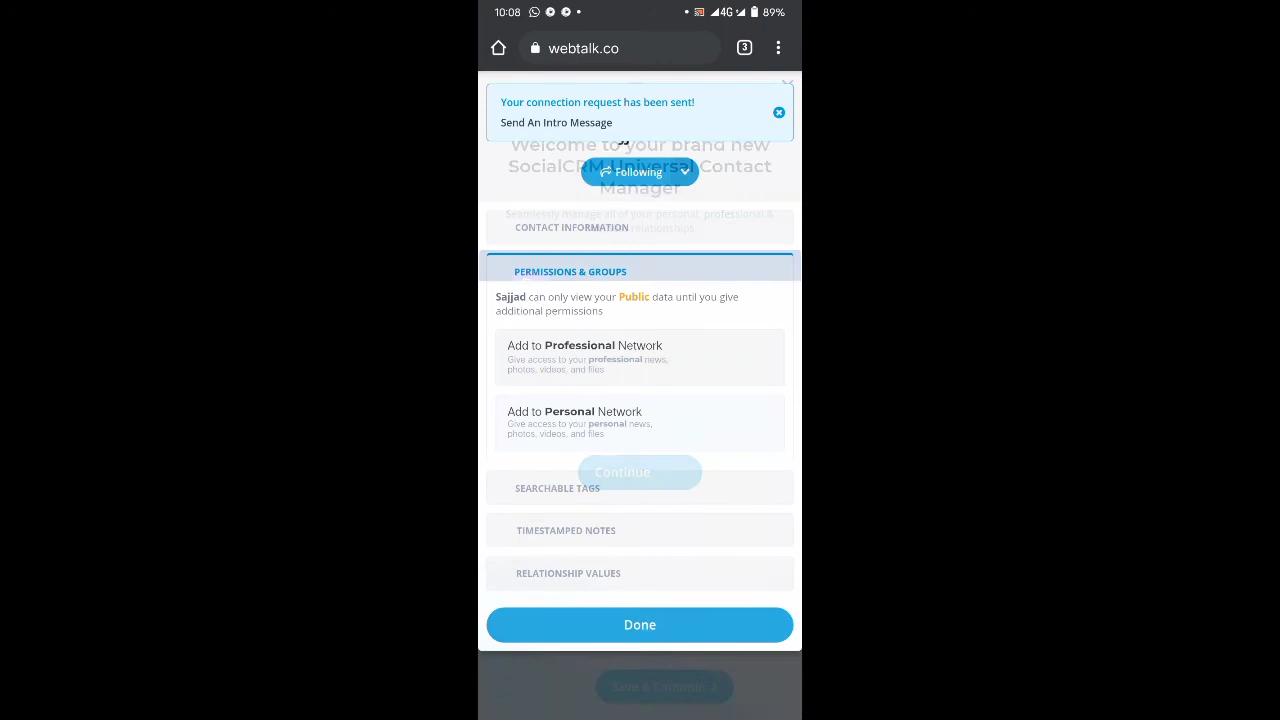 10:08
4G
89%
webtalk.co
3
Your connection request has been sent!
Send An Intro Message
Welcome to your brand new
SocialCRM Universal Contact
Manager
Following
Seamlessly manage all of your personal, professional &
relationships.
CONTACT INFORMATION
PERMISSIONS & GROUPS
Sajjad can only view your Public data until you give
additional permissions
Add to Professional Network
Give access to your professional news,
photos, videos, and files
Add to Personal Network
Give access to your personal news,
photos, videos, and files
Continue
SEARCHABLE TAGS
TIMESTAMPED NOTES
RELATIONSHIP VALUES
Done
Save & Continue